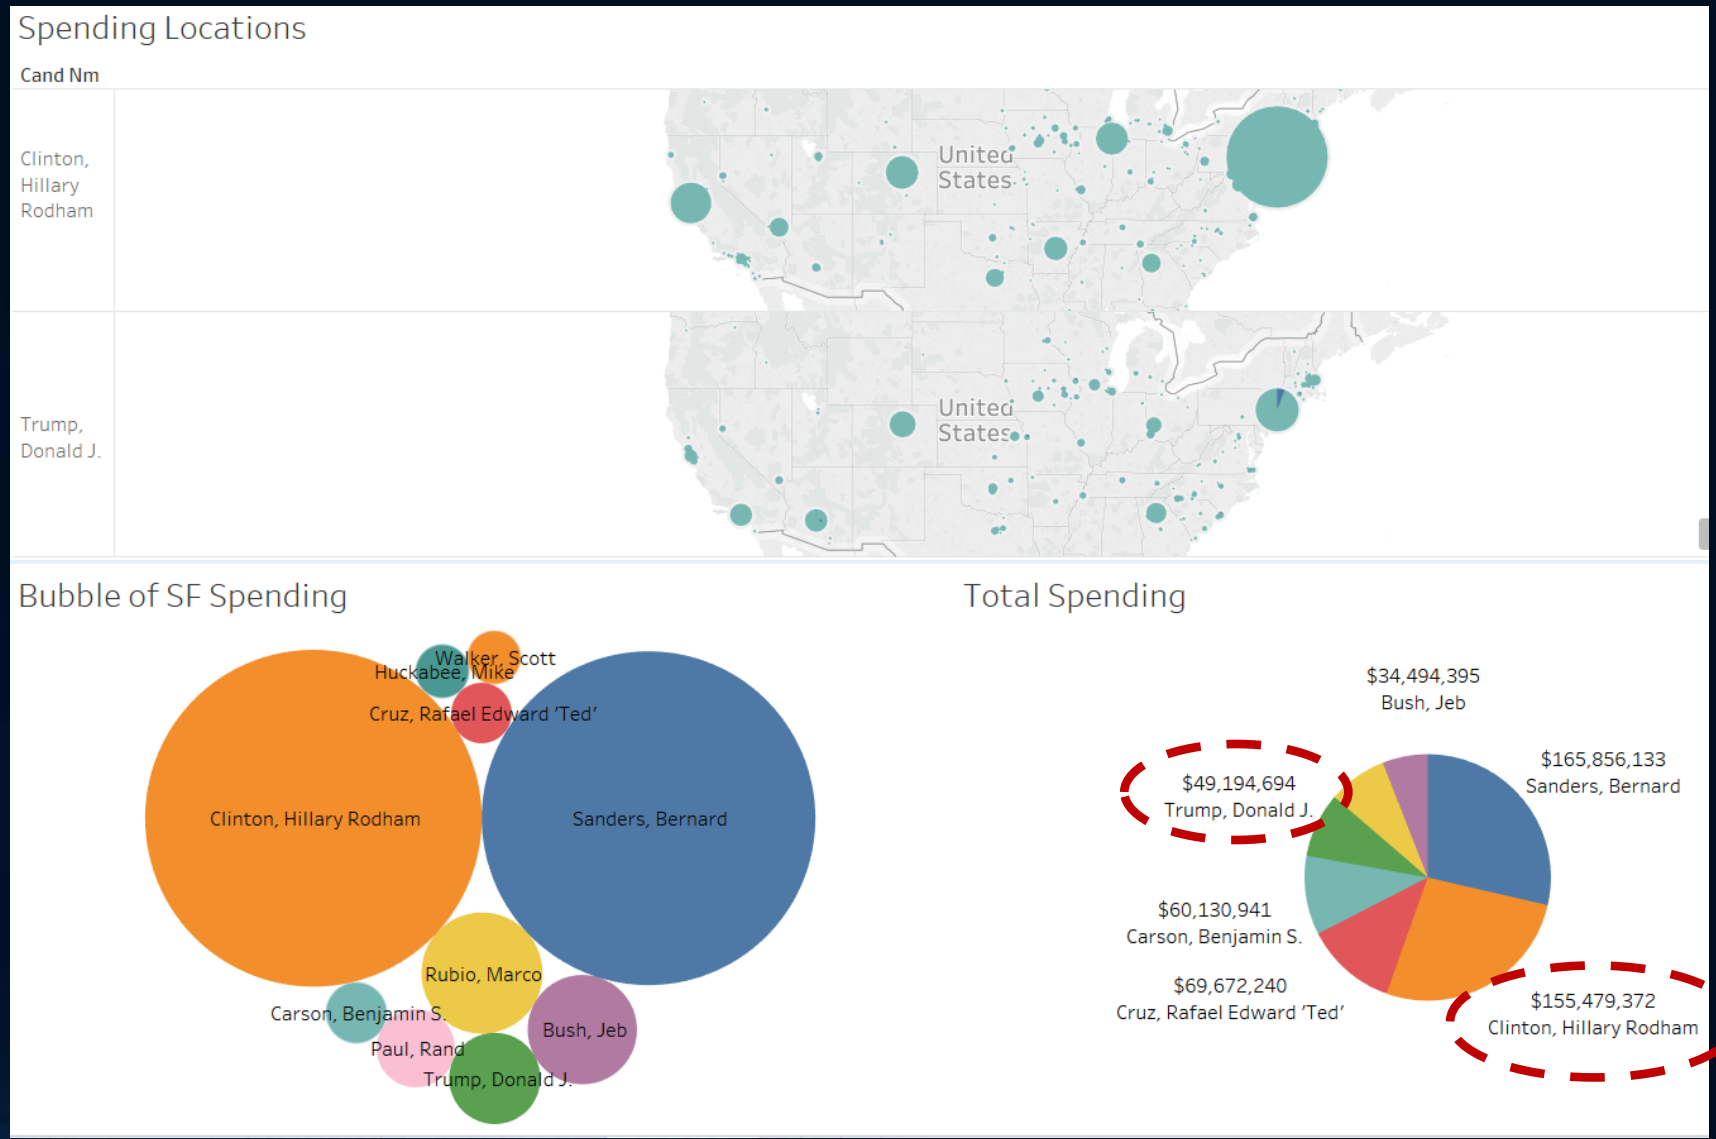 Spending Locations
Cand Nm
Clinton,
Hillary
Rodham
United
States
Trump,
Donald J.
United
States
Bubble of SF Spending
Walker, Scott
Huckabee, Mike
Cruz, Rafael Edward 'Ted'
Clinton, Hillary Rodham
Sanders, Bernard
Rubio, Marco
Carson, Benjamin S.
Bush, Jeb
Paul, Rand
Trump, Donald J.
Total Spending
$34,494,395
Bush, Jeb
$165,856,133
Sanders, Bernard
$49,194,694
Trump, Donald J.
$60,130,941
Carson, Benjamin S.
$69,672,240
Cruz, Rafael Edward 'Ted'
$155,479,372
Clinton, Hillary Rodham